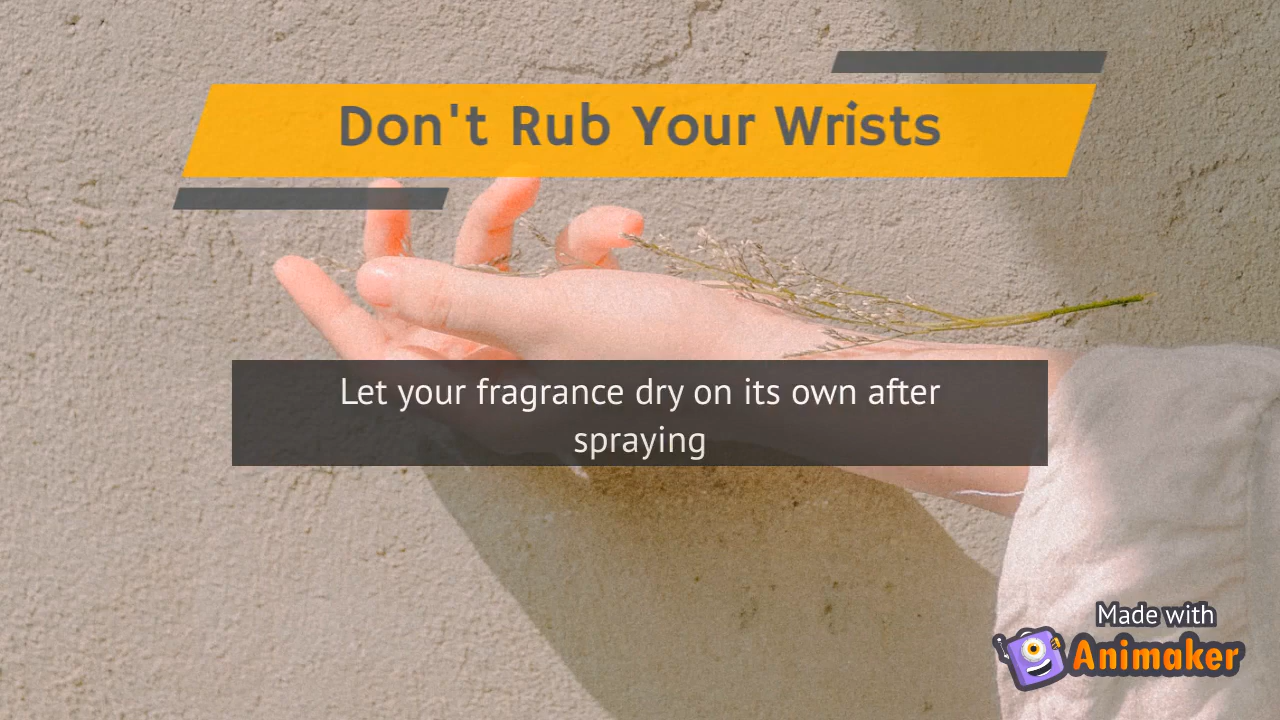 Don't Rub Your Wrists
Let your fragrance dry on its own after
spraying
Made with
Animaker